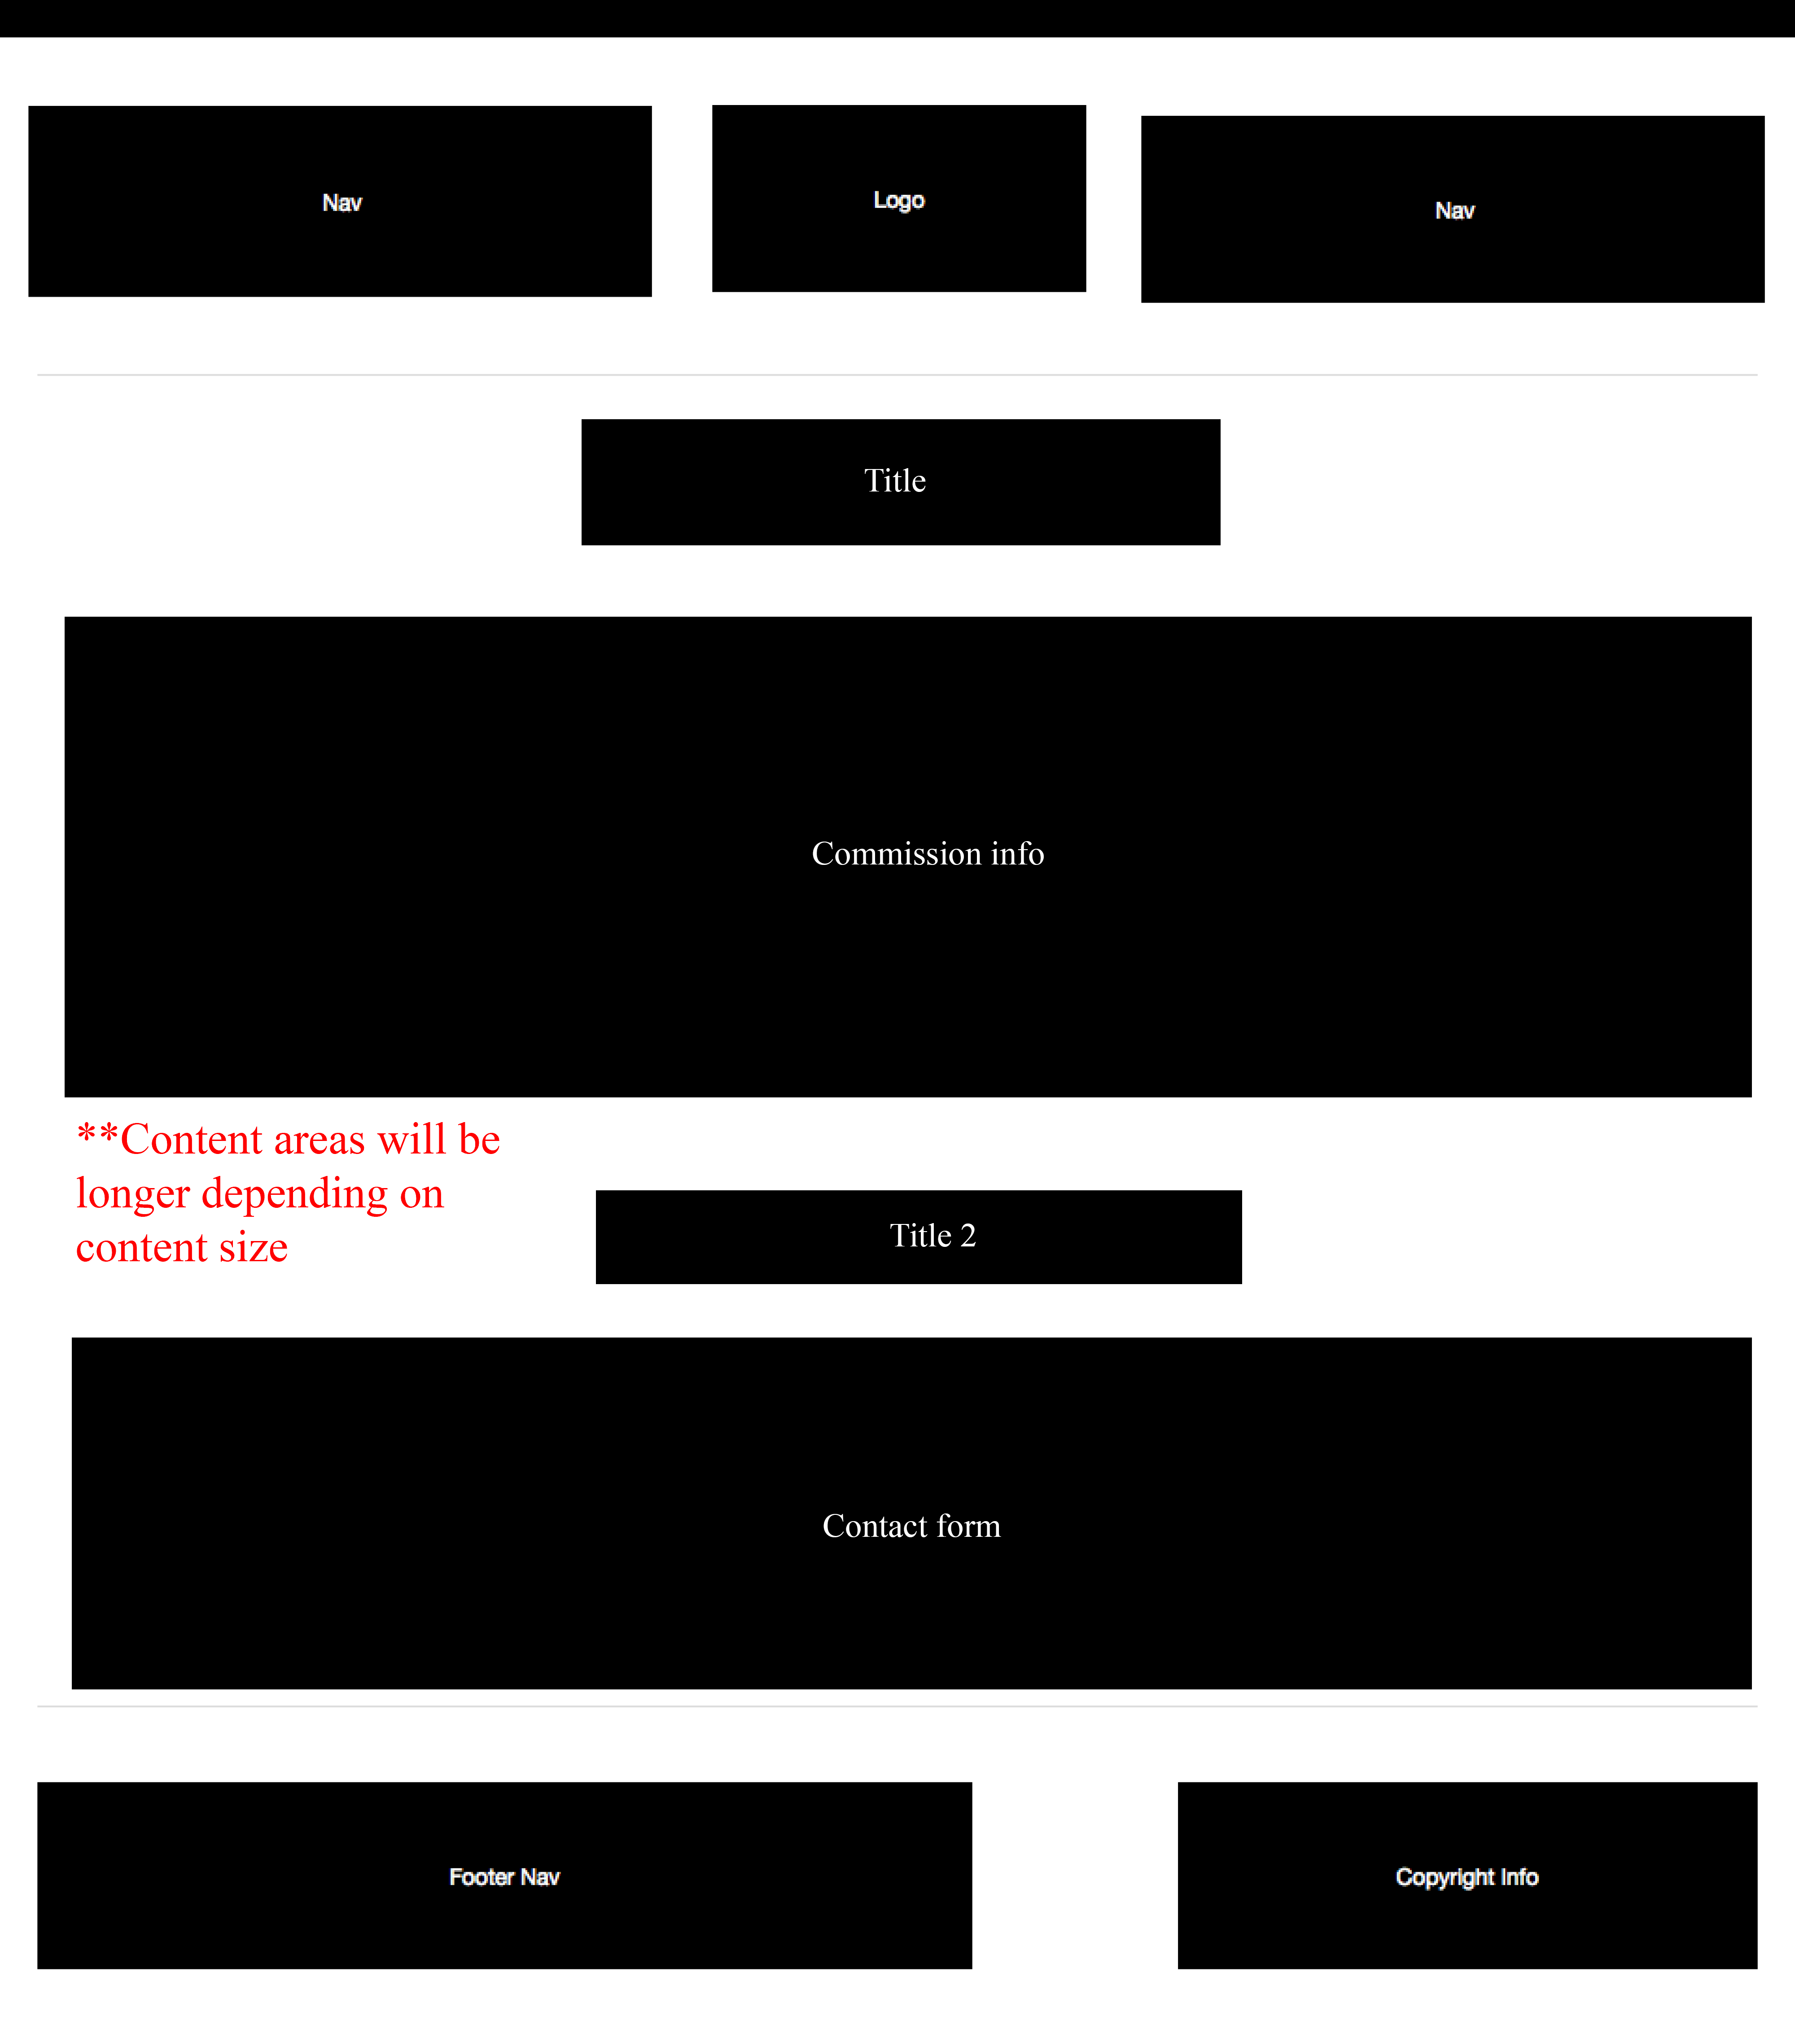 Nav
Logo
Nav
Title
Commission info
**Content areas will be
longer depending on
content size
Title 2
Contact form
Footer Nav
Copyright Info